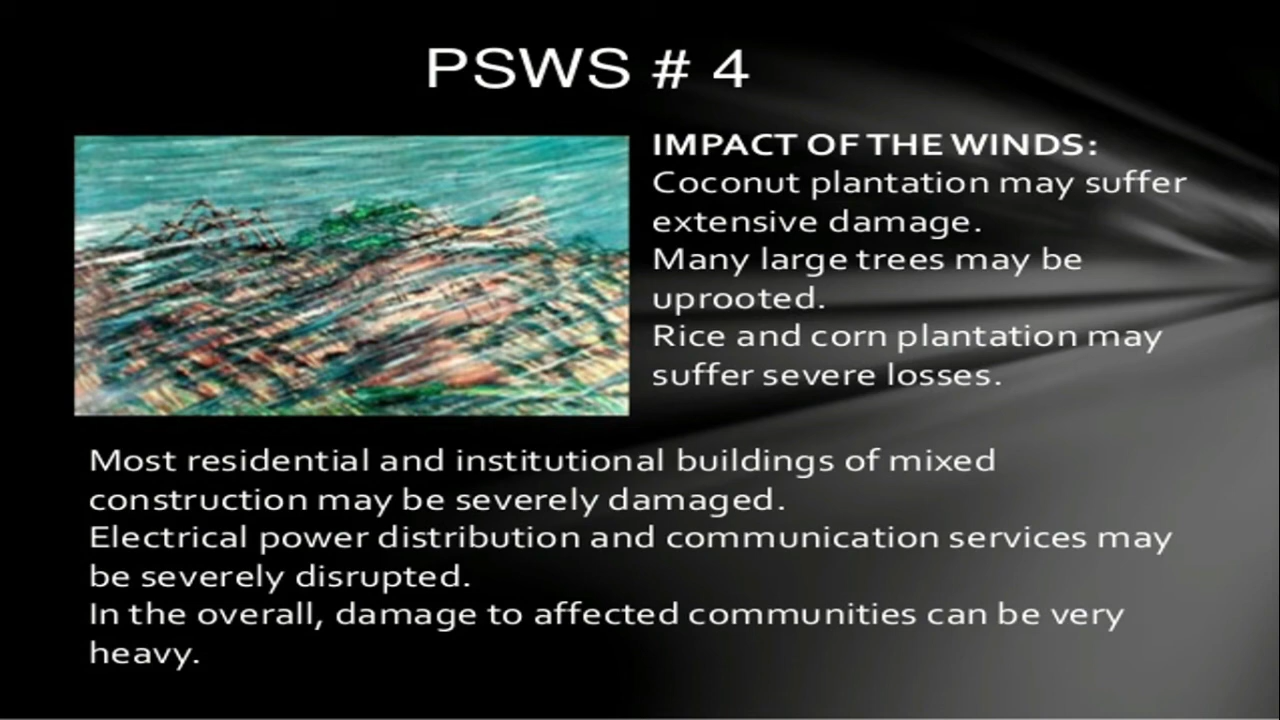 PSWS # 4
IMPACT OF THE WINDS:
Coconut plantation may suffer
extensive damage.
Many large trees may be
uprooted.
Rice and corn plantation may
suffer severe losses.
Most residential and institutional buildings of mixed
construction may be severely damaged.
Electrical power distribution and communication services may
be severely disrupted.
In the overall, damage to affected communities can be very
heavy.